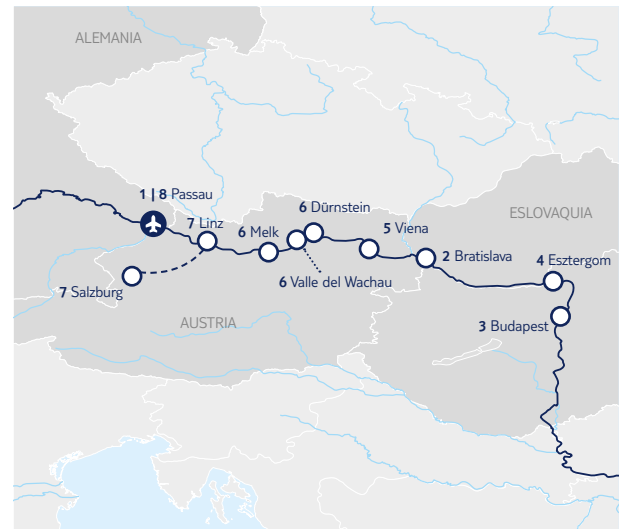 ALEMANIA
1 | 8 Passau
6 Dürnstein
7 Linz
6 Melk
5 Viena
ESLOVAQUIA
2 Bratislava
4 Esztergom
6 Valle del Wachau
7 Salzburg
AUSTRIA
3 Budapest